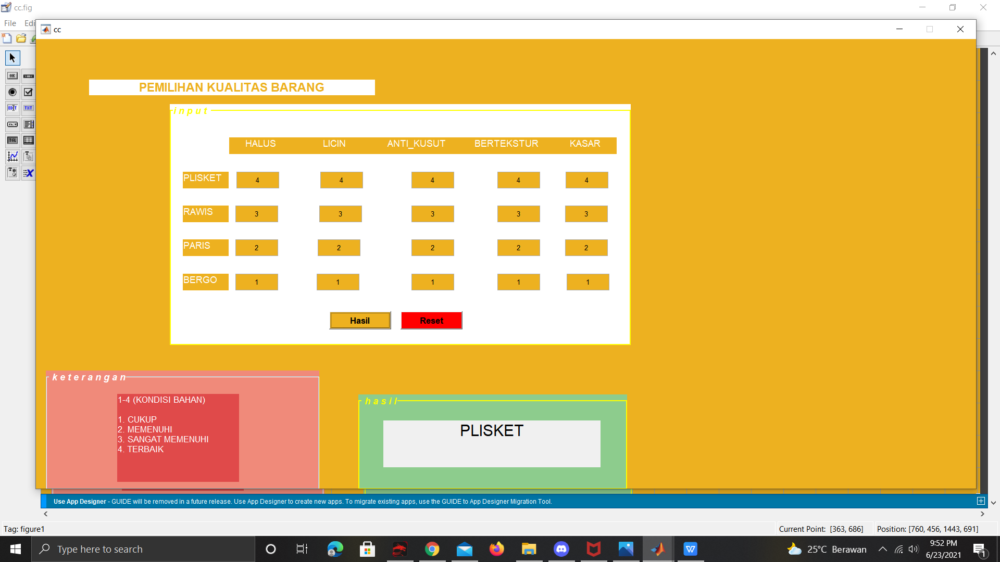 cc.fig
File Edi
cc
PEMILIHAN KUALITAS BARANG
input
HALUS LICIN ANTI_KUSUT BERTEKSTUR KASAR
PLISKET 4 4 4 4 4
RAWIS 3 3 3 3 3
PARIS 2 2 2 2 2
BERGO 1 1 1 1 1
Hasil Reset
keterangan
1-4 (KONDISI BAHAN)
1. CUKUP
2. MEMENUHI
3. SANGAT MEMENUHI
4. TERBAIK
hasil
PLISKET
OK
EDIT TXT
TGL
Use App Designer - GUIDE will be removed in a future release. Use App Designer to create new apps. To migrate existing apps, use the GUIDE to App Designer Migration Tool.
Tag: figure1 Current Point: [363, 686] Position: [760, 456, 1443, 691]
Type here to search
25°C Berawan
9:52 PM
6/23/2021
1